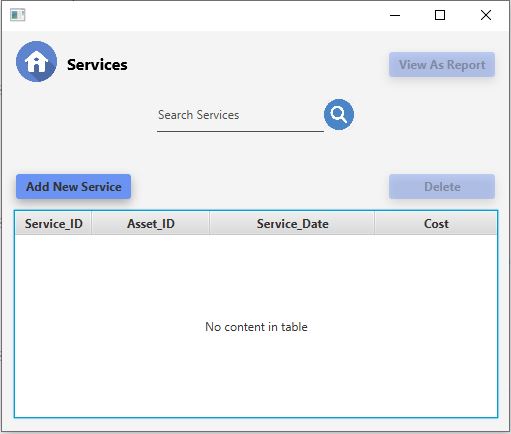 Services
View As Report
Search Services
Add New Service
Delete
Service_ID Asset_ID Service_Date Cost
No content in table